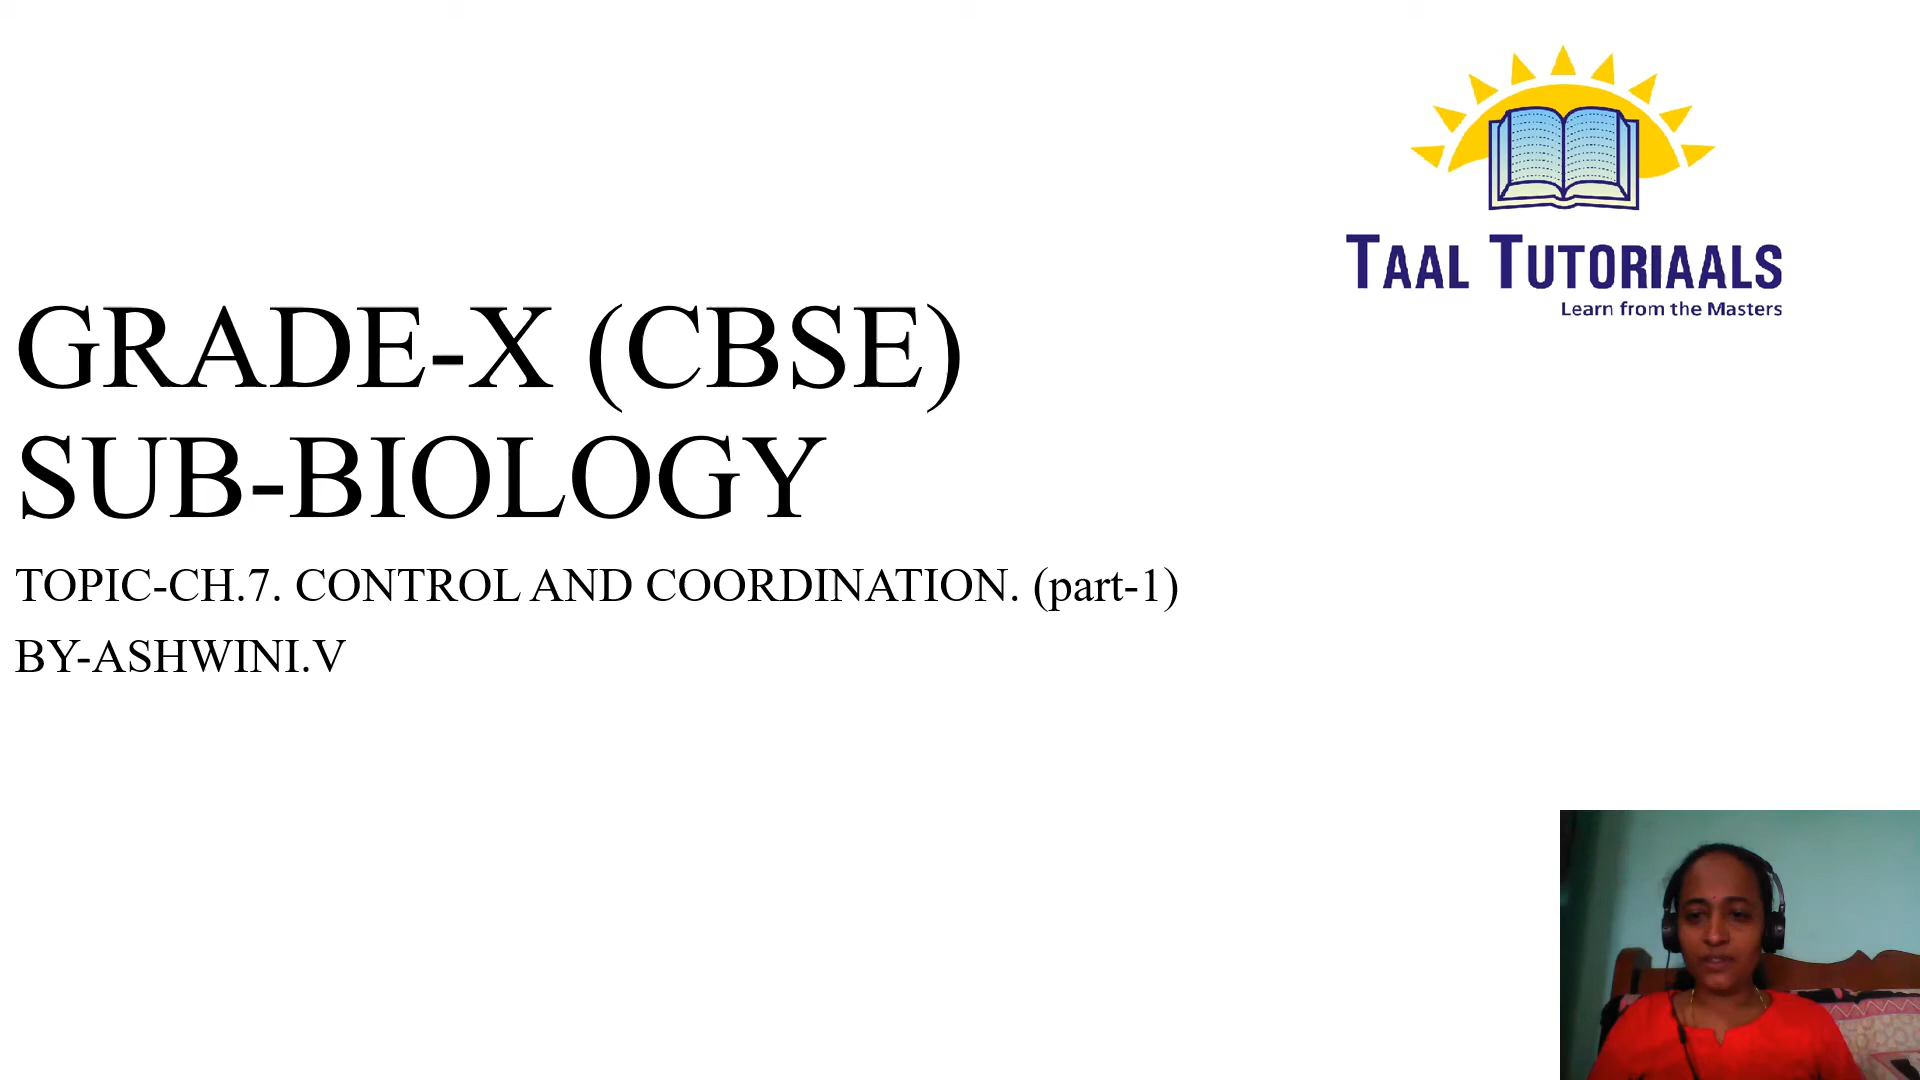 TAAL TUTORIAALS
Learn from the Masters
GRADE-X (CBSE)
SUB-BIOLOGY
TOPIC-CH.7. CONTROL AND COORDINATION. (part-1)
BY-ASHWINI.V